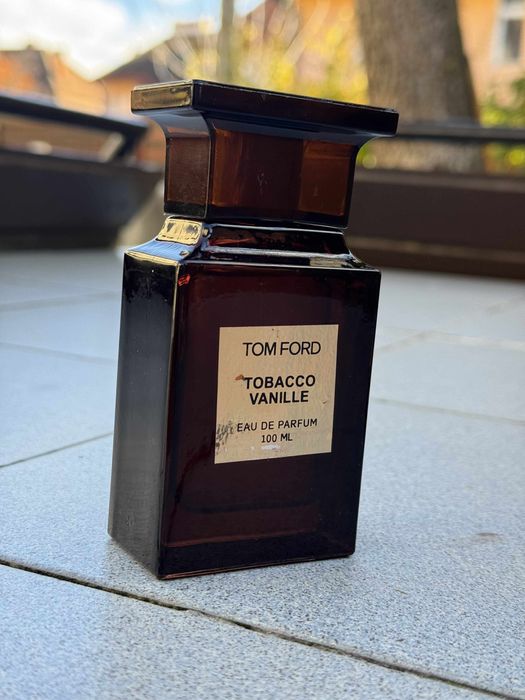 TOM FORD
TOBACCO
VANILLE
EAU DE PARFUM
100 ML